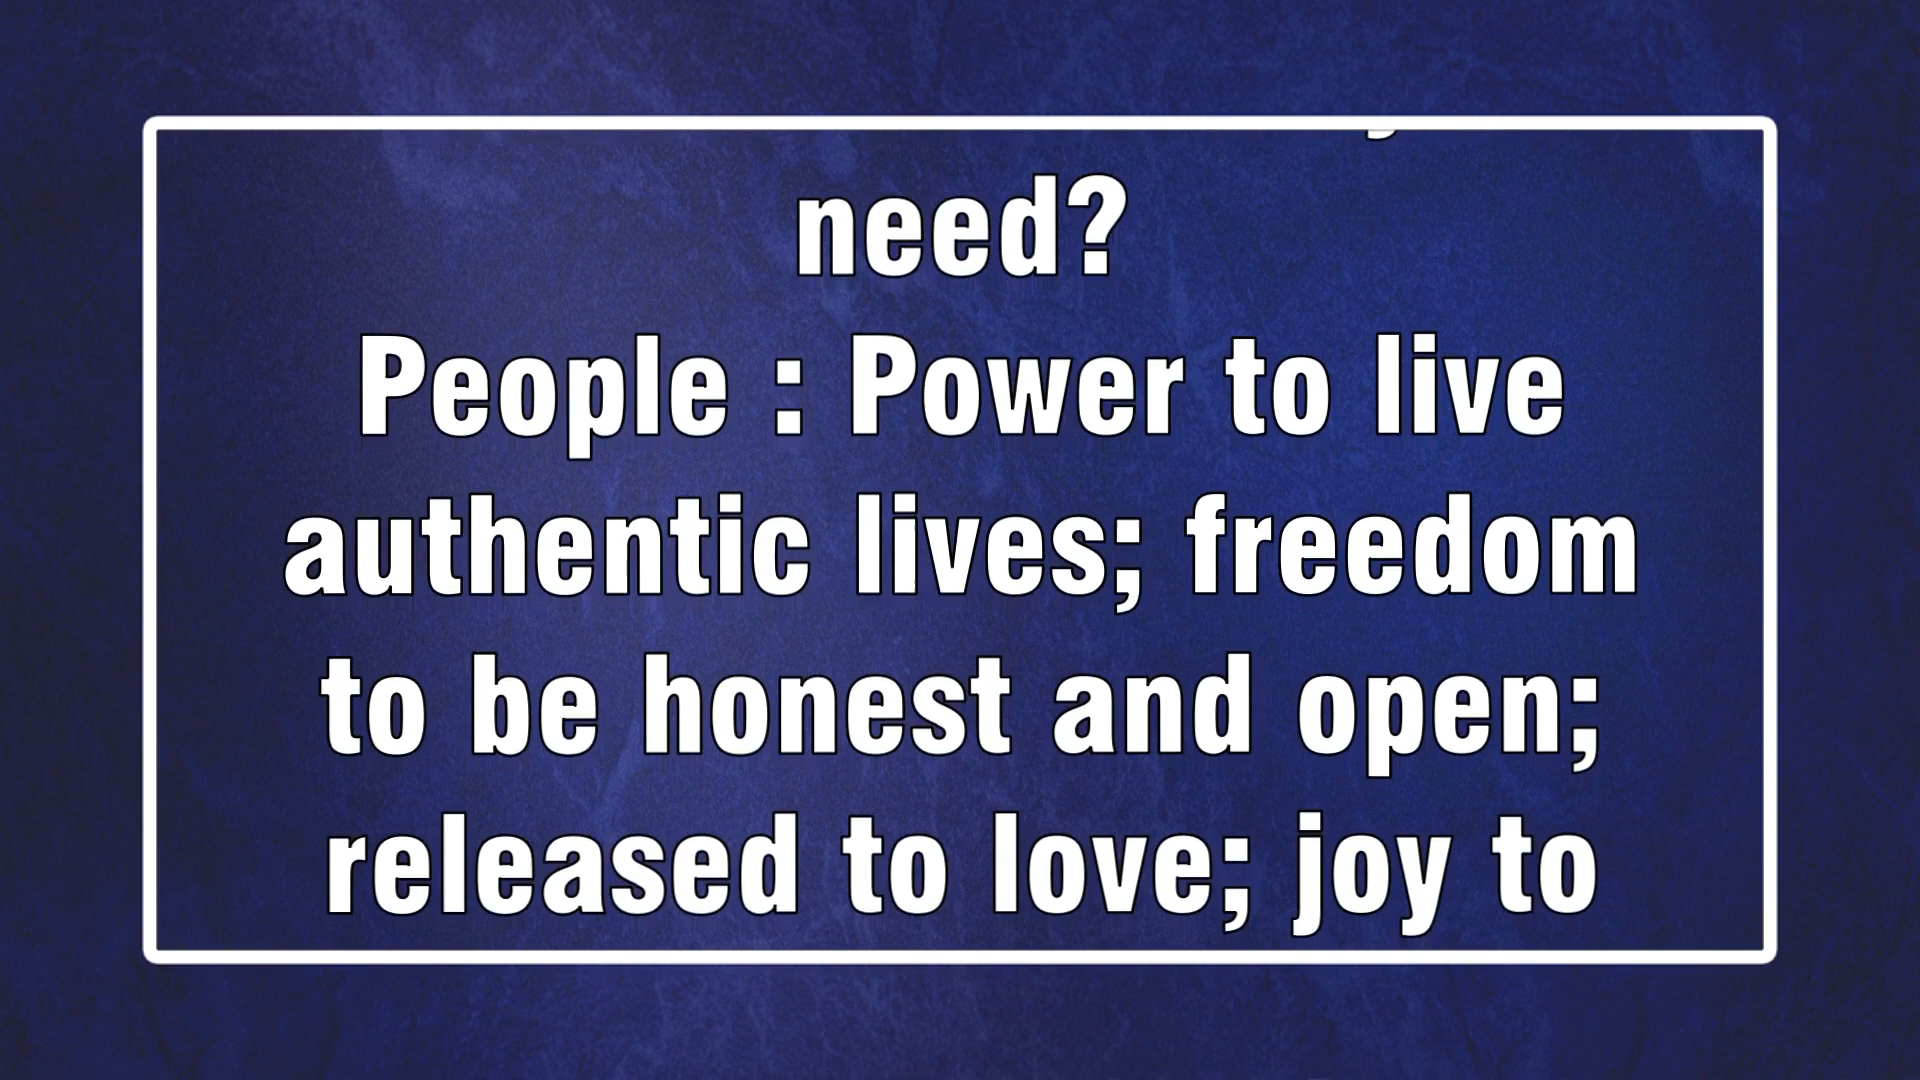 need?
People : Power to live
authentic lives; freedom
to be honest and open;
released to love; joy to